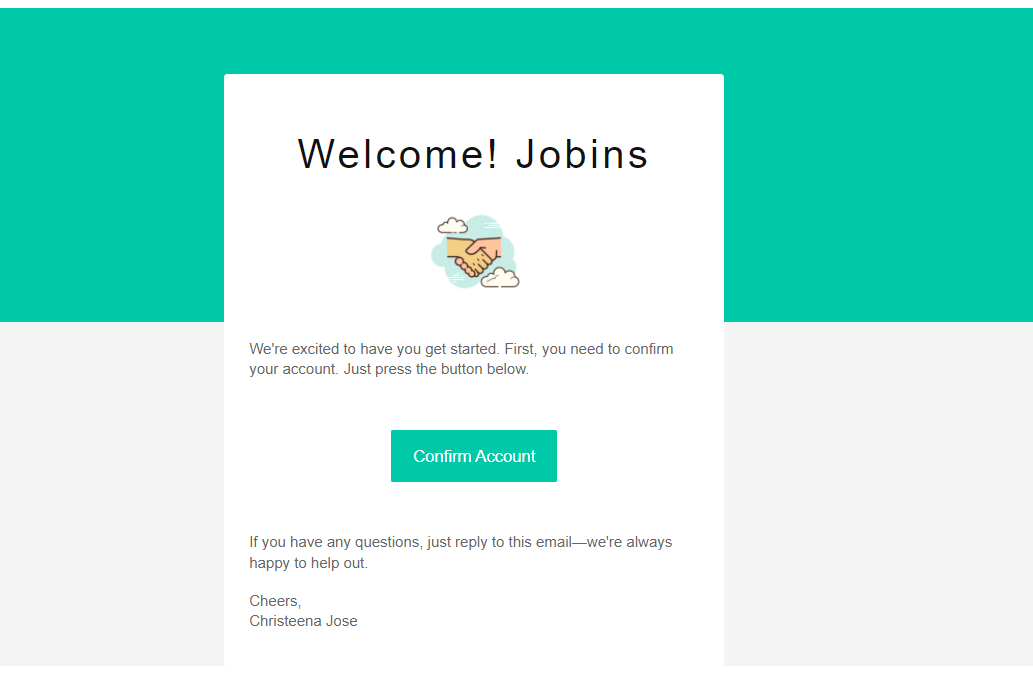 Welcome! Jobins
We're excited to have you get started. First, you need to confirm
your account. Just press the button below.
Confirm Account
If you have any questions, just reply to this email—we're always
happy to help out.
Cheers,
Christeena Jose